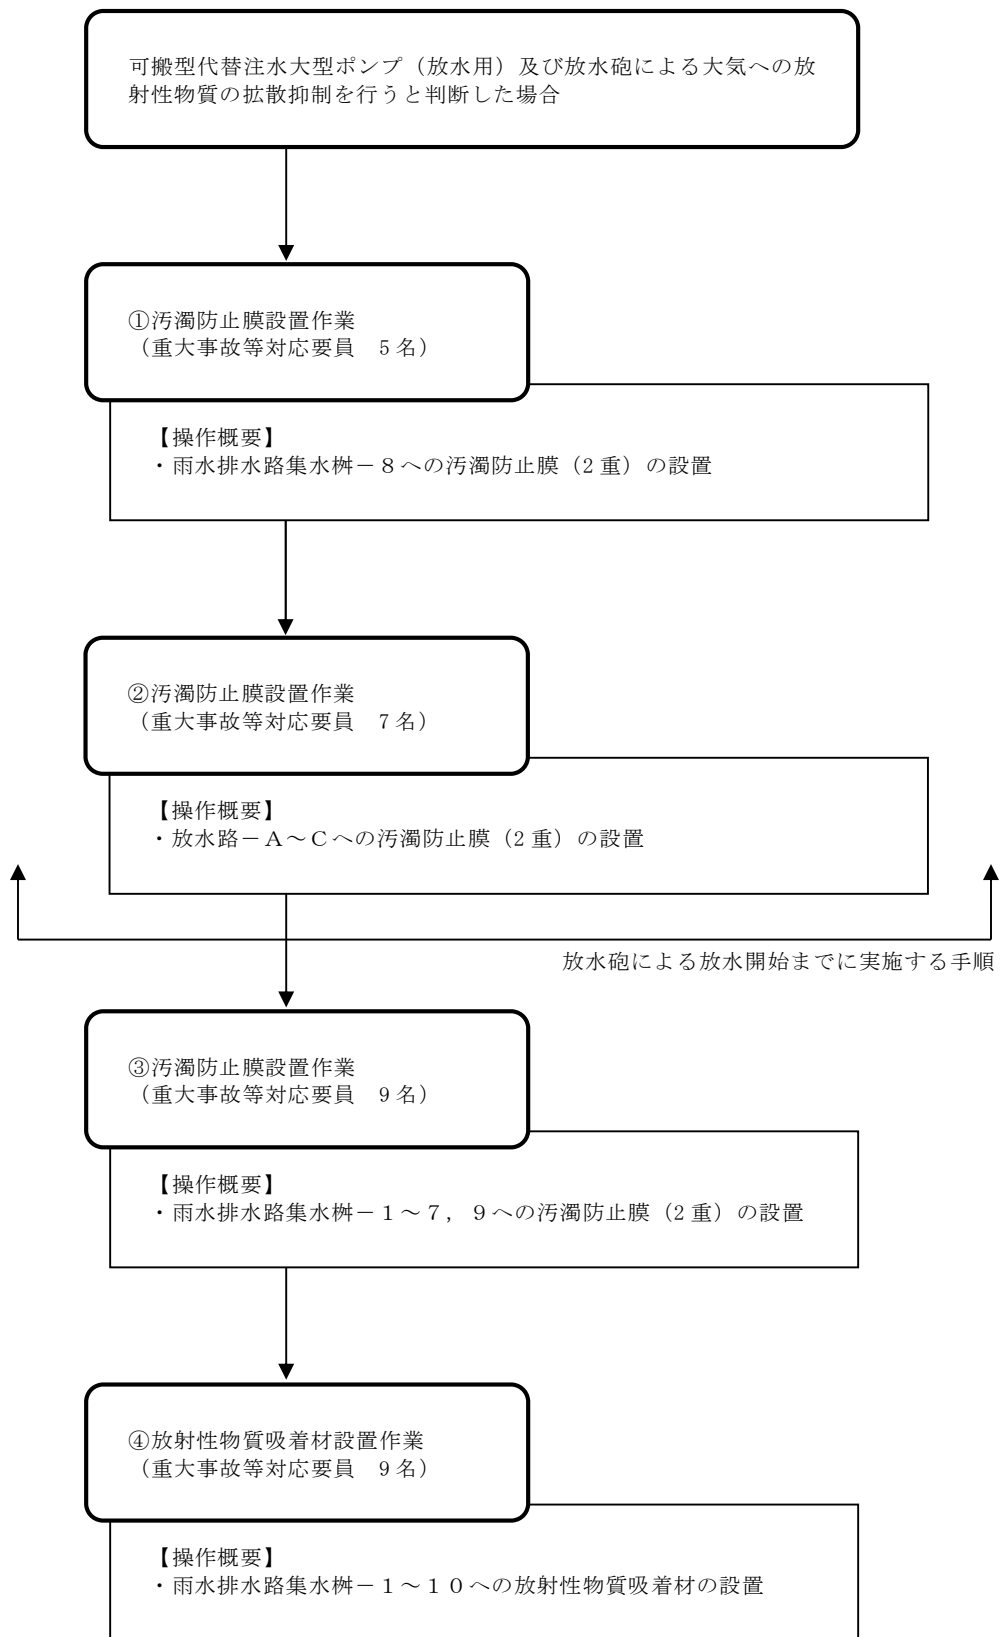 可搬型代替注水大型ポンプ（放水用）及び放水砲による大気への放
射性物質の拡散抑制を行うと判断した場合
①汚濁防止膜設置作業
（重大事故等対応要員　5名）
【操作概要】
・雨水排水路集水桝－８への汚濁防止膜（2重）の設置
②汚濁防止膜設置作業
（重大事故等対応要員　7名）
【操作概要】
・放水路－Ａ～Ｃへの汚濁防止膜（2重）の設置
放水砲による放水開始までに実施する手順
③汚濁防止膜設置作業
（重大事故等対応要員　9名）
【操作概要】
・雨水排水路集水桝－１～７，９への汚濁防止膜（2重）の設置
④放射性物質吸着材設置作業
（重大事故等対応要員　9名）
【操作概要】
・雨水排水路集水桝－１～１０への放射性物質吸着材の設置